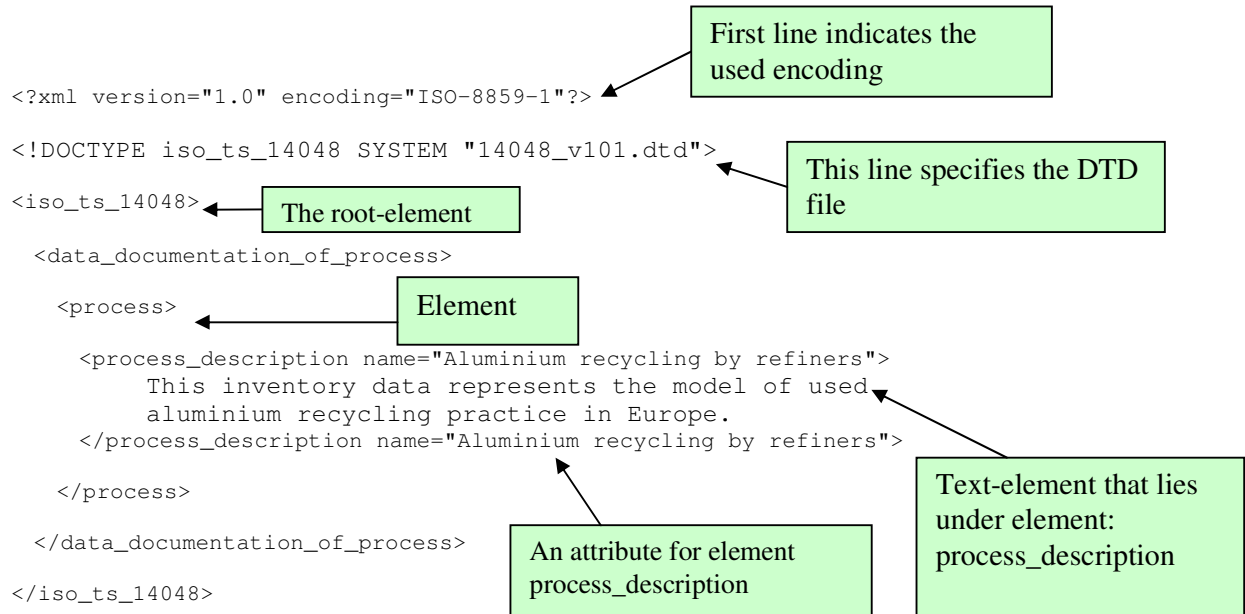 First line indicates the
used encoding
<?xml version="1.0" encoding="ISO-8859-1"?>
<!DOCTYPE iso_ts_14048 SYSTEM "14048_v101.dtd">
This line specifies the DTD
file
<iso_ts_14048>
The root-element
<data_documentation_of_process>
<process>
Element
<process_description name="Aluminium recycling by refiners">
This inventory data represents the model of used
aluminium recycling practice in Europe.
</process_description name="Aluminium recycling by refiners">
</process>
Text-element that lies
under element:
process_description
</data_documentation_of_process>
An attribute for element
process_description
</iso_ts_14048>